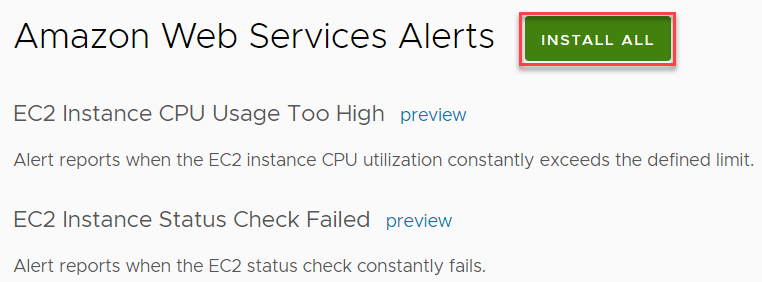 Amazon Web Services Alerts INSTALL ALL
EC2 Instance CPU Usage Too High preview
Alert reports when the EC2 instance CPU utilization constantly exceeds the defined limit.
EC2 Instance Status Check Failed preview
Alert reports when the EC2 status check constantly fails.